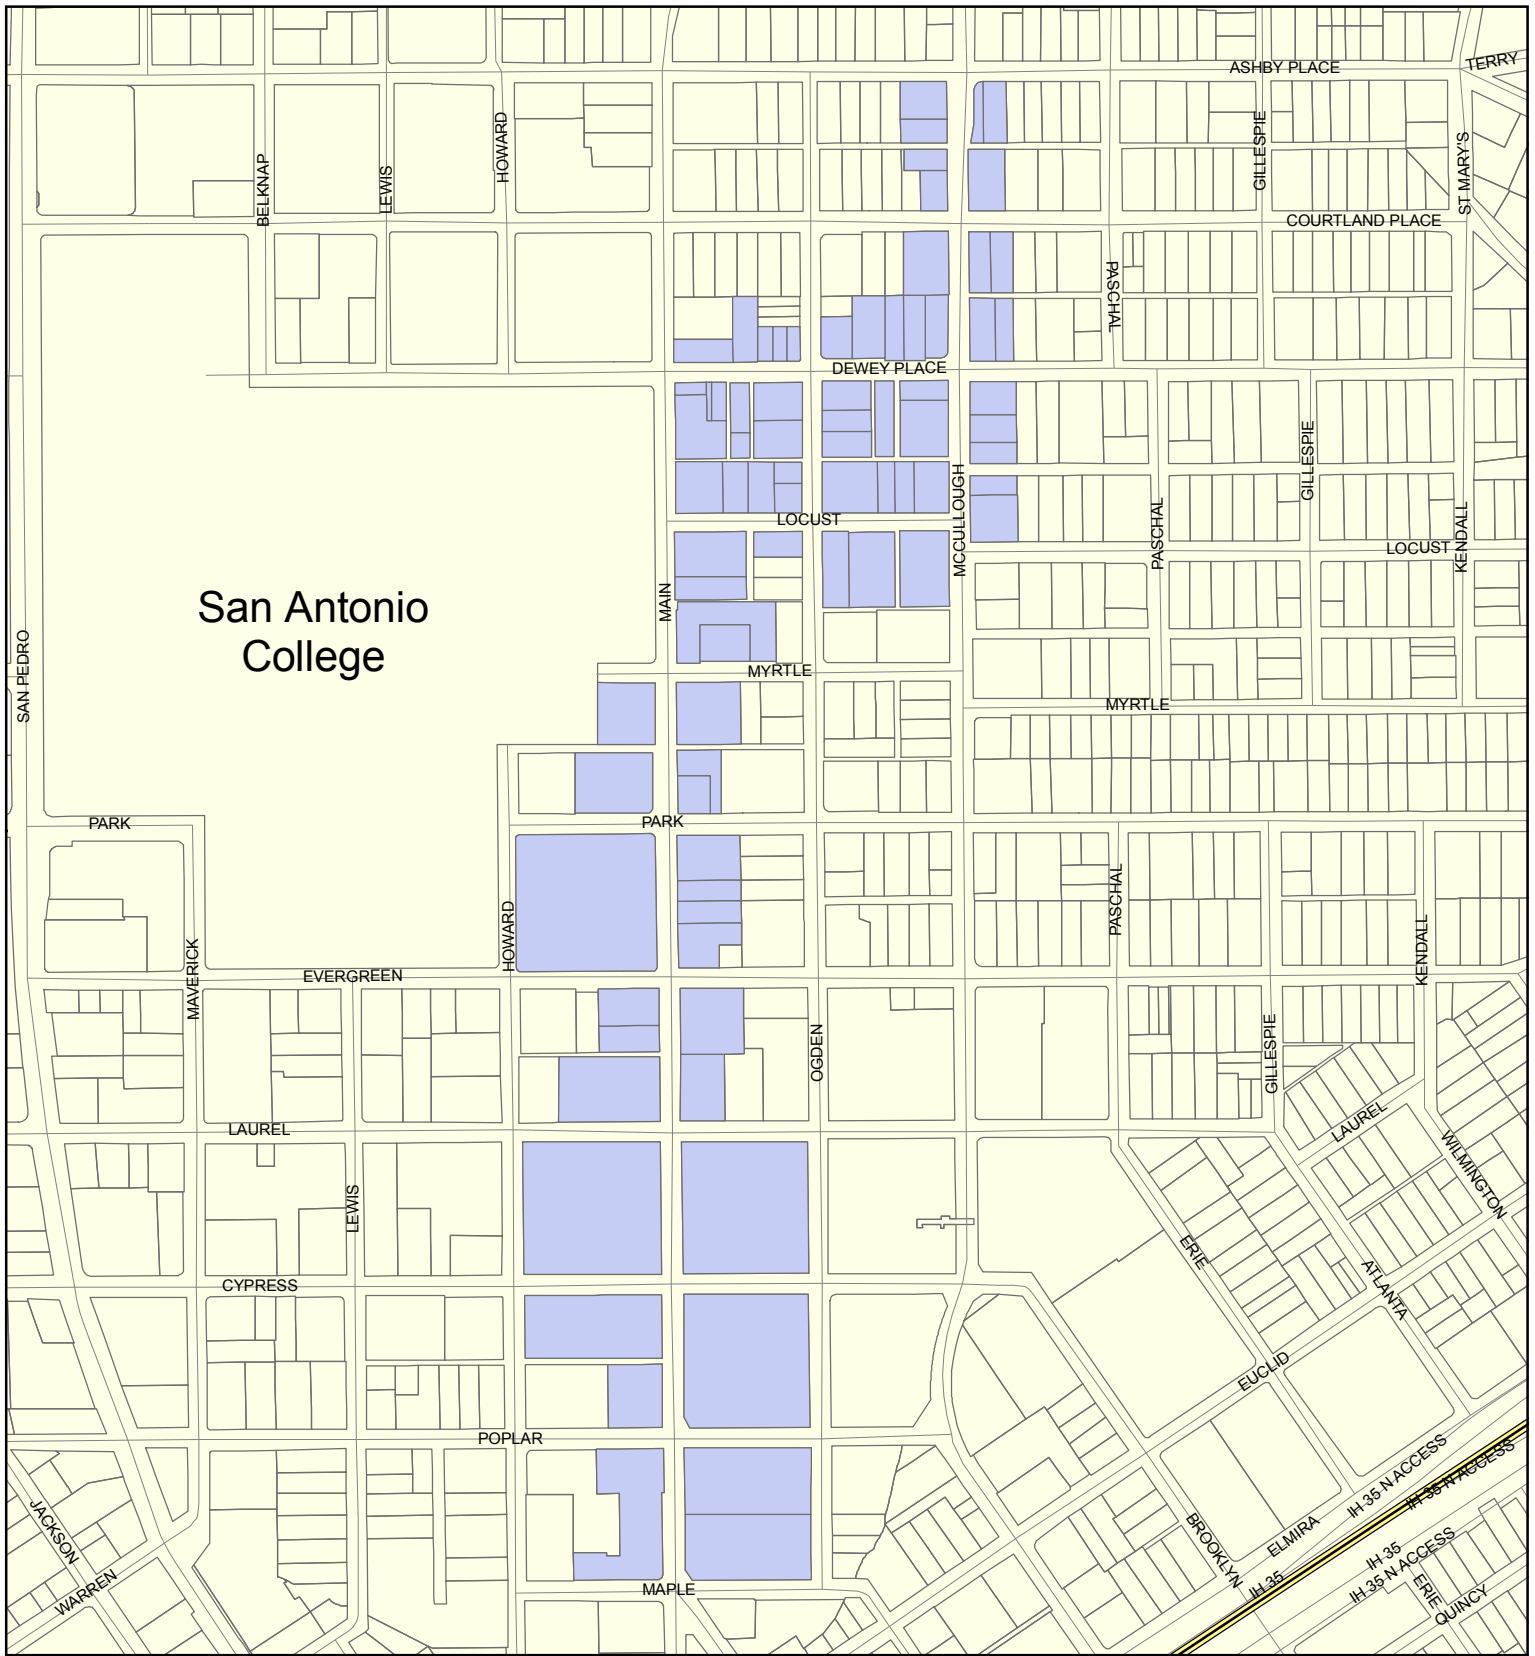 ASHBY PLACE
TERRY
HOWARD
GILLESPIE
ST MARY'S
BELKNAP
LEWIS
COURTLAND PLACE
PASCHAL
DEWEY PLACE
GILLESPIE
MCCULLOUGH
LOCUST
PASCHAL
KENDALL
LOCUST
San Antonio
College
MAIN
SAN PEDRO
MYRTLE
MYRTLE
PARK
PARK
PASCHAL
HOWARD
KENDALL
MAVERICK
EVERGREEN
OGDEN
GILLESPIE
LAUREL
LAUREL
WILMINGTON
LEWIS
ERIE
ATLANTA
CYPRESS
EUCLID
POPLAR
IH 35 N ACCESS
IH 35 N ACCESS
JACKSON
BROOKLYN
ELMIRA
IH 35
IH 35 N ACCESS
IH 35
WARREN
MAPLE
ERIE
QUINCY